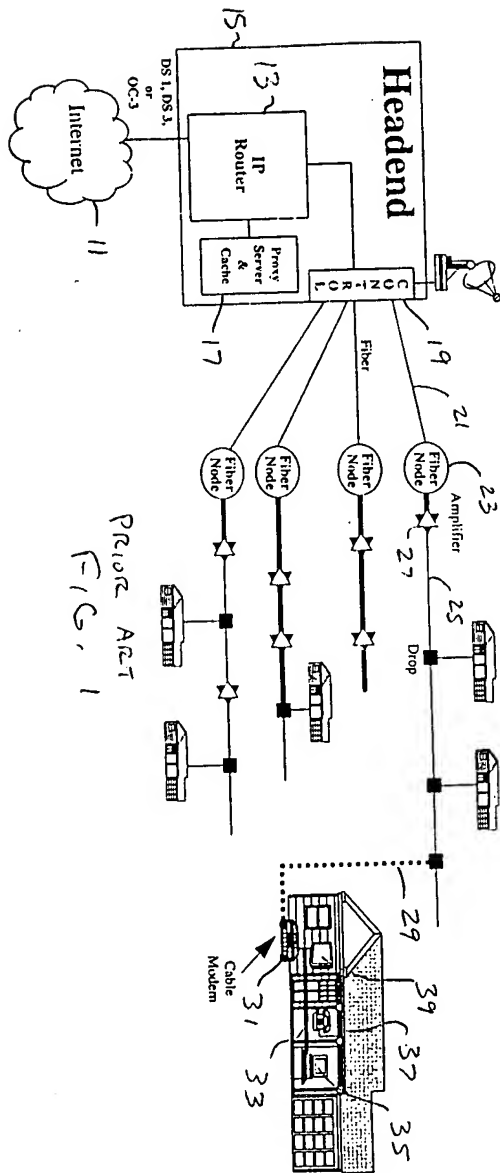 15
Headend
13
IP
Router
Proxy
Server
&
Cache
17
CONTROL
19
DS 1, DS 3,
or
OC-3
Internet
11
Fiber
21
Fiber
Node
23
Fiber
Node
Fiber
Node
Fiber
Node
Amplifier
27
25
Drop
29
Cable
Modem
31
33
35
37
39
PRIOR ART
FIG. 1